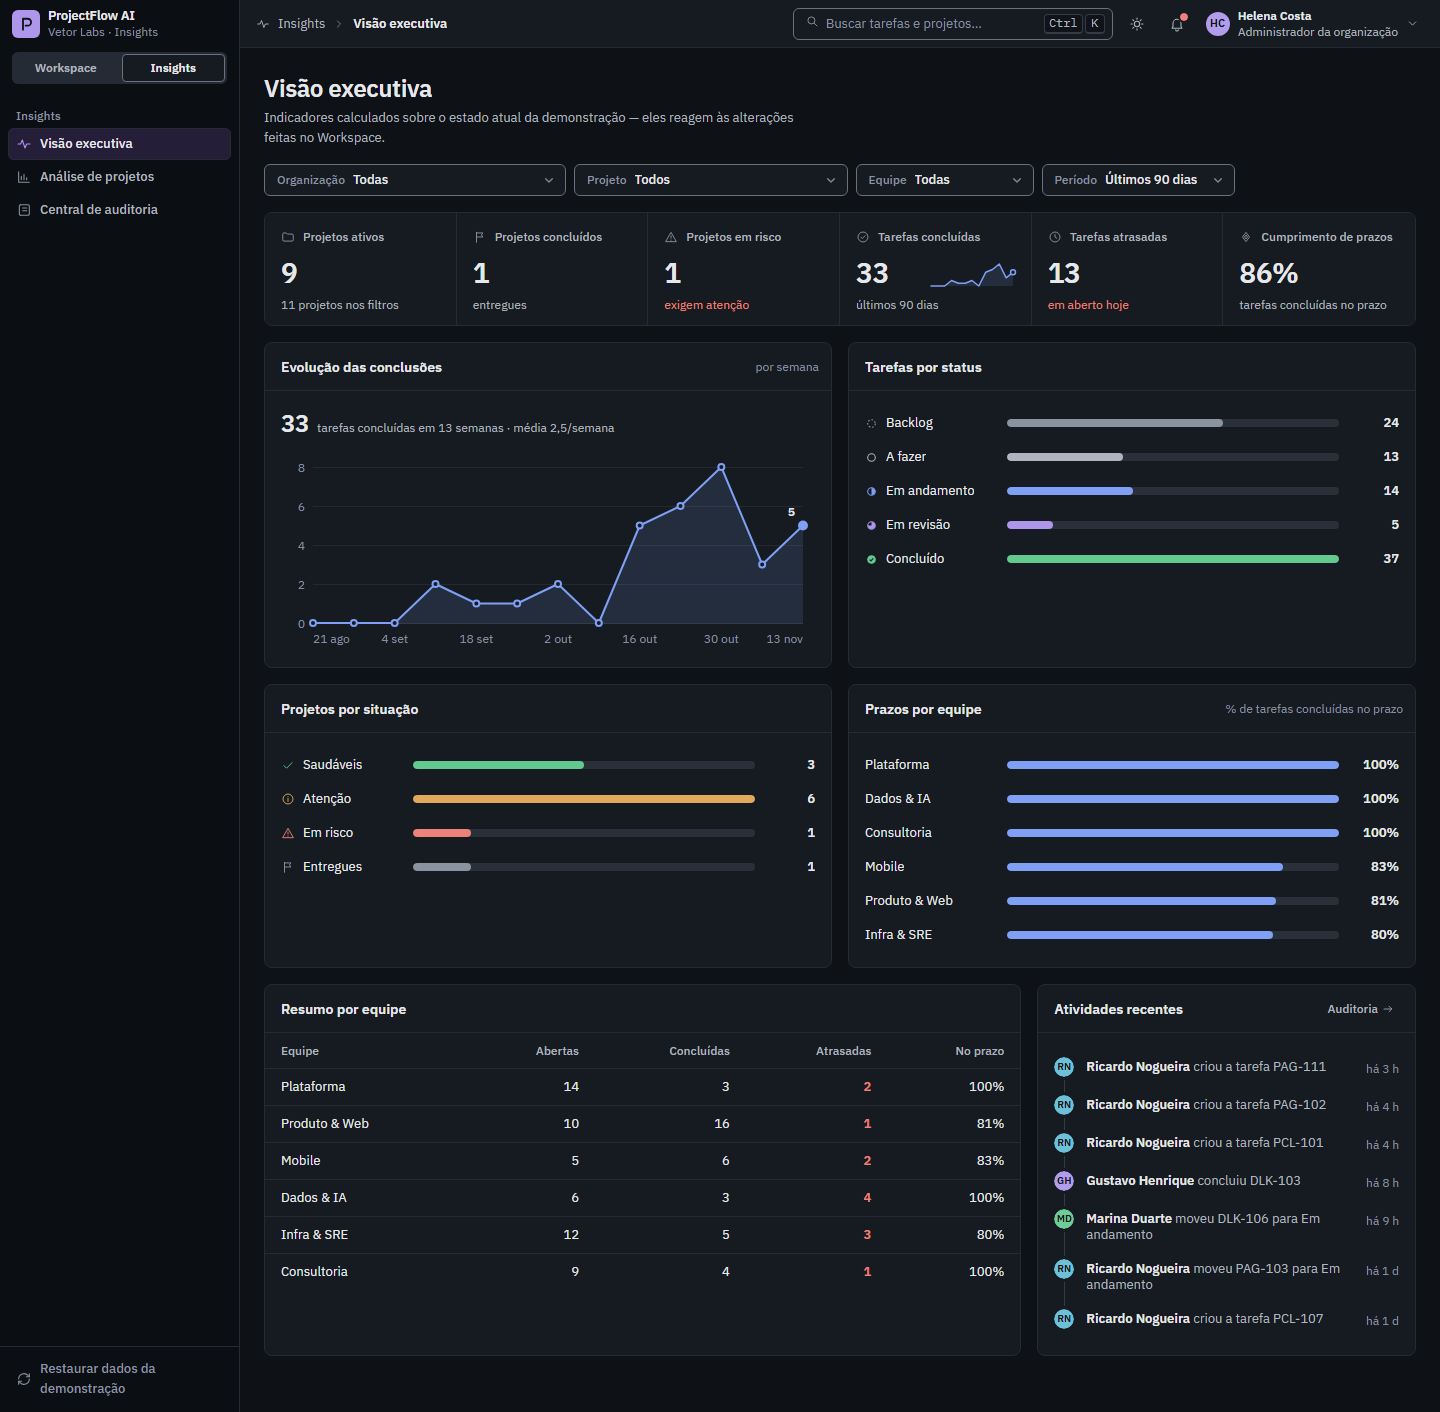 ProjectFlow AI
Vetor Labs · Insights
Workspace
Insights
Insights
Visão executiva
Análise de projetos
Central de auditoria
Restaurar dados da
demonstração
Insights
Visão executiva
Buscar tarefas e projetos...
Ctrl K
HC
Helena Costa
Administrador da organização
Visão executiva
Indicadores calculados sobre o estado atual da demonstração — eles reagem às alterações
feitas no Workspace.
Organização Todas
Projeto Todos
Equipe Todas
Período Últimos 90 dias
Projetos ativos
9
11 projetos nos filtros
Projetos concluídos
1
entregues
Projetos em risco
1
exigem atenção
Tarefas concluídas
33
últimos 90 dias
Tarefas atrasadas
13
em aberto hoje
Cumprimento de prazos
86%
tarefas concluídas no prazo
Evolução das conclusões
por semana
33 tarefas concluídas em 13 semanas · média 2,5/semana
8
6
4
2
0
5
21 ago 4 set 18 set 2 out 16 out 30 out 13 nov
Tarefas por status
Backlog 24
A fazer 13
Em andamento 14
Em revisão 5
Concluído 37
Projetos por situação
Saudáveis 3
Atenção 6
Em risco 1
Entregues 1
Prazos por equipe
% de tarefas concluídas no prazo
Plataforma 100%
Dados & IA 100%
Consultoria 100%
Mobile 83%
Produto & Web 81%
Infra & SRE 80%
Resumo por equipe
Equipe Abertas Concluídas Atrasadas No prazo
Plataforma 14 3 2 100%
Produto & Web 10 16 1 81%
Mobile 5 6 2 83%
Dados & IA 6 3 4 100%
Infra & SRE 12 5 3 80%
Consultoria 9 4 1 100%
Atividades recentes
Auditoria →
RN Ricardo Nogueira criou a tarefa PAG-111 há 3 h
RN Ricardo Nogueira criou a tarefa PAG-102 há 4 h
RN Ricardo Nogueira criou a tarefa PCL-101 há 4 h
GH Gustavo Henrique concluiu DLK-103 há 8 h
MD Marina Duarte moveu DLK-106 para Em há 9 h
andamento
RN Ricardo Nogueira moveu PAG-103 para Em há 1 d
andamento
RN Ricardo Nogueira criou a tarefa PCL-107 há 1 d